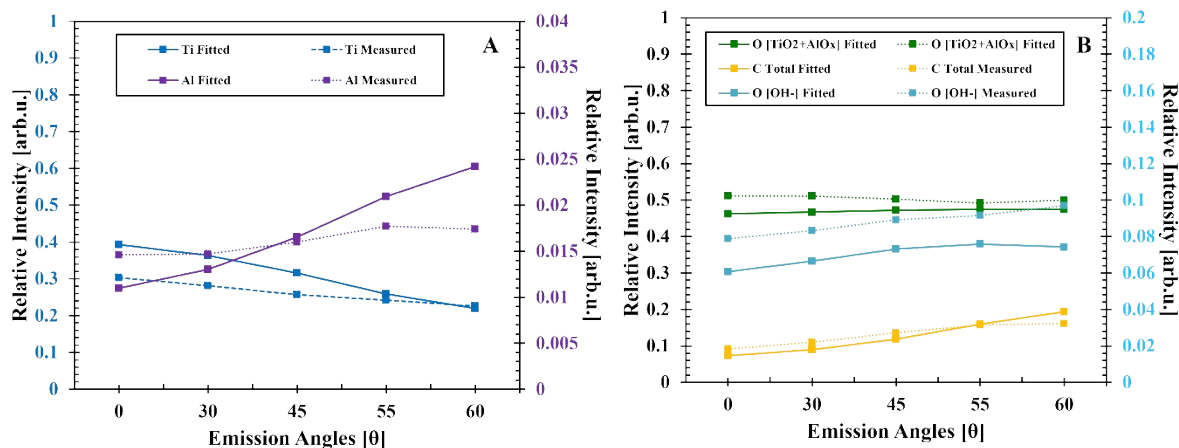 A
Ti Fitted
Ti Measured
Al Fitted
Al Measured
Relative Intensity [arb.u.]
1
0.9
0.8
0.7
0.6
0.5
0.4
0.3
0.2
0.1
0
0.04
0.035
0.03
0.025
0.02
0.015
0.01
0.005
0
Relative Intensity [arb.u.]
0 30 45 55 60
Emission Angles [θ]
B
O [TiO2+AlOx] Fitted
O [TiO2+AlOx] Measured
C Total Fitted
C Total Measured
O [OH-] Fitted
O [OH-] Measured
Relative Intensity [arb.u.]
1
0.9
0.8
0.7
0.6
0.5
0.4
0.3
0.2
0.1
0
0.2
0.18
0.16
0.14
0.12
0.1
0.08
0.06
0.04
0.02
0
Relative Intensity [arb.u.]
0 30 45 55 60
Emission Angles [θ]